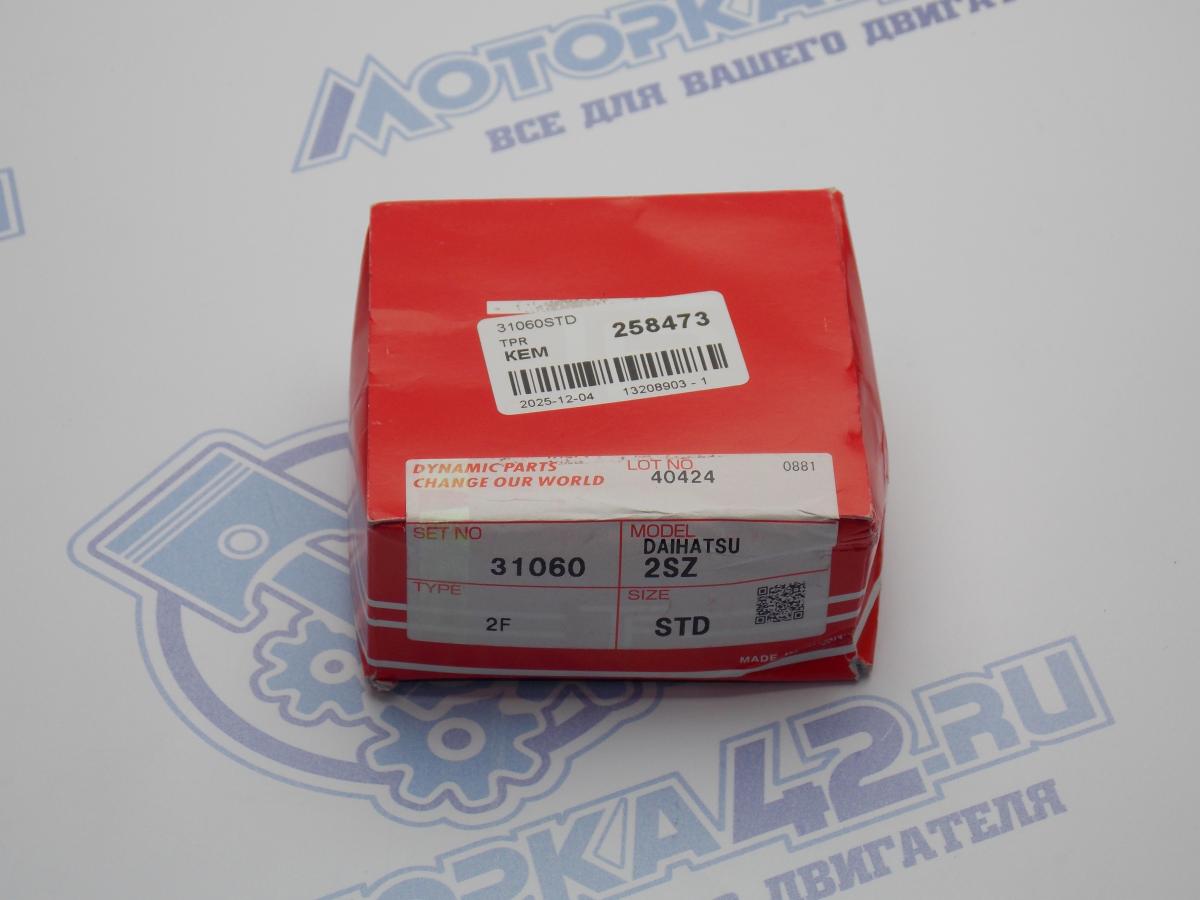 МОТОРКА
ВСЕ ДЛЯ ВАШЕГО ДВИГАТ
31060STD
258473
TPR
KEM
2025-12-04
13208903 - 1
DYNAMIC PARTS
CHANGE OUR WORLD
LOT NO
40424
0881
SET NO
31060
MODEL
DAIHATSU
2SZ
TYPE
2F
SIZE
STD
MADE
ОРКА42.RU
ДВИГАТЕЛЯ